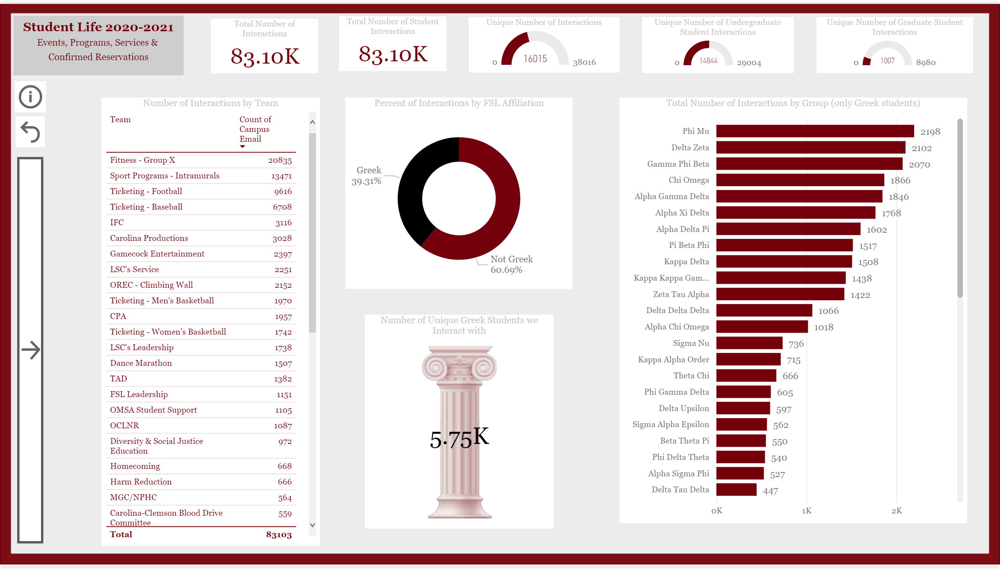 Student Life 2020-2021
Events, Programs, Services &
Confirmed Reservations
Total Number of
Interactions
83.10K
Total Number of Student
Interactions
83.10K
Unique Number of Interactions
0
16015
38016
Unique Number of Undergraduate
Student Interactions
0
14844
29004
Unique Number of Graduate Student
Interactions
0
1007
8980
Number of Interactions by Team
Team
Count of
Campus
Email
Fitness - Group X 20835
Sport Programs - Intramurals 13471
Ticketing - Football 9616
Ticketing - Baseball 6708
IFC 3116
Carolina Productions 3028
Gamecock Entertainment 2397
LSC's Service 2251
OREC - Climbing Wall 2152
Ticketing - Men's Basketball 1970
CPA 1957
Ticketing - Women's Basketball 1742
LSC's Leadership 1738
Dance Marathon 1507
TAD 1382
FSL Leadership 1151
OMSA Student Support 1105
OCLNR 1087
Diversity & Social Justice 972
Education
Homecoming 668
Harm Reduction 666
MGC/NPHC 564
Carolina-Clemson Blood Drive 559
Committee
Total 83103
Percent of Interactions by FSL Affiliation
Greek
39.31%
Not Greek
60.69%
Number of Unique Greek Students we
Interact with
5.75K
Total Number of Interactions by Group (only Greek students)
Phi Mu 2198
Delta Zeta 2102
Gamma Phi Beta 2070
Chi Omega 1866
Alpha Gamma Delta 1846
Alpha Xi Delta 1768
Alpha Delta Pi 1602
Pi Beta Phi 1517
Kappa Delta 1508
Kappa Kappa Gam... 1438
Zeta Tau Alpha 1422
Delta Delta Delta 1066
Alpha Chi Omega 1018
Sigma Nu 736
Kappa Alpha Order 715
Theta Chi 666
Phi Gamma Delta 605
Delta Upsilon 597
Sigma Alpha Epsilon 562
Beta Theta Pi 550
Phi Delta Theta 540
Alpha Sigma Phi 527
Delta Tau Delta 447
0K 1K 2K